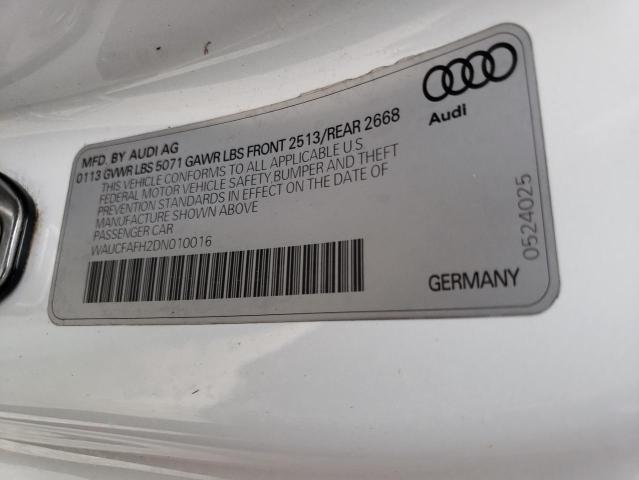 Audi
MFD. BY AUDI AG
0113 GVWR LBS 5071 GAWR LBS FRONT 2513/REAR 2668
THIS VEHICLE CONFORMS TO ALL APPLICABLE U.S.
FEDERAL MOTOR VEHICLE SAFETY,BUMPER AND THEFT
PREVENTION STANDARDS IN EFFECT ON THE DATE OF
MANUFACTURE SHOWN ABOVE
PASSENGER CAR
WAUCFAFH2DN010016
GERMANY
0524025